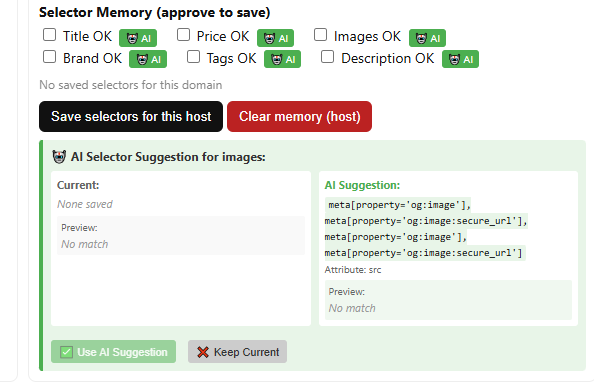 Selector Memory (approve to save)
Title OK AI Price OK AI Images OK AI
Brand OK AI Tags OK AI Description OK AI
No saved selectors for this domain
Save selectors for this host Clear memory (host)
AI Selector Suggestion for images:
Current:
None saved
Preview:
No match
AI Suggestion:
meta[property='og:image'],
meta[property='og:image:secure_url'],
meta[property='og:image'],
meta[property='og:image:secure_url']
Attribute: src
Preview:
No match
Use AI Suggestion Keep Current